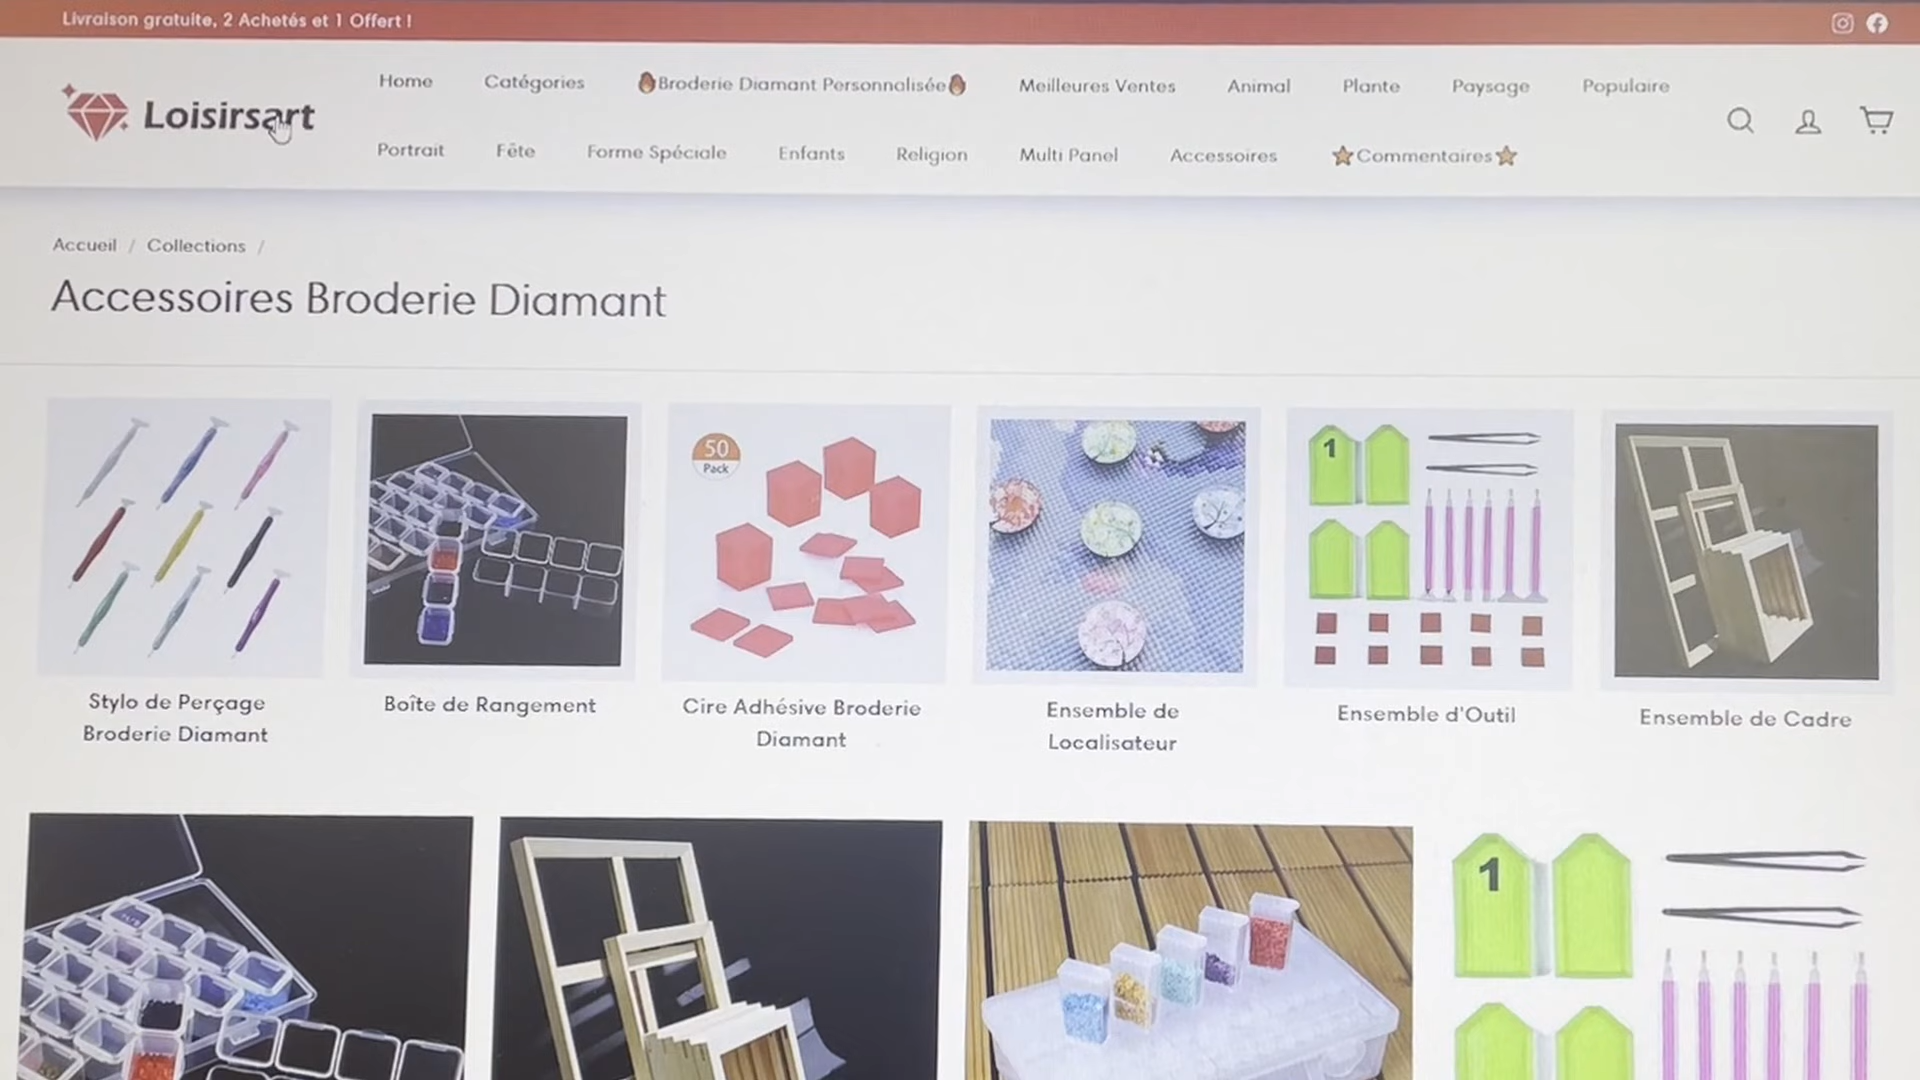 Livraison gratuite, 2 Achetés et 1 Offert !
Loisirsart
Home Catégories Broderie Diamant Personnalisée Meilleures Ventes Animal Plante Paysage Populaire
Portrait Fête Forme Spéciale Enfants Religion Multi Panel Accessoires Commentaires
Accueil / Collections /
Accessoires Broderie Diamant
50
Pack
1
Stylo de Perçage
Broderie Diamant
Boîte de Rangement
Cire Adhésive Broderie
Diamant
Ensemble de
Localisateur
Ensemble d'Outil
Ensemble de Cadre
1